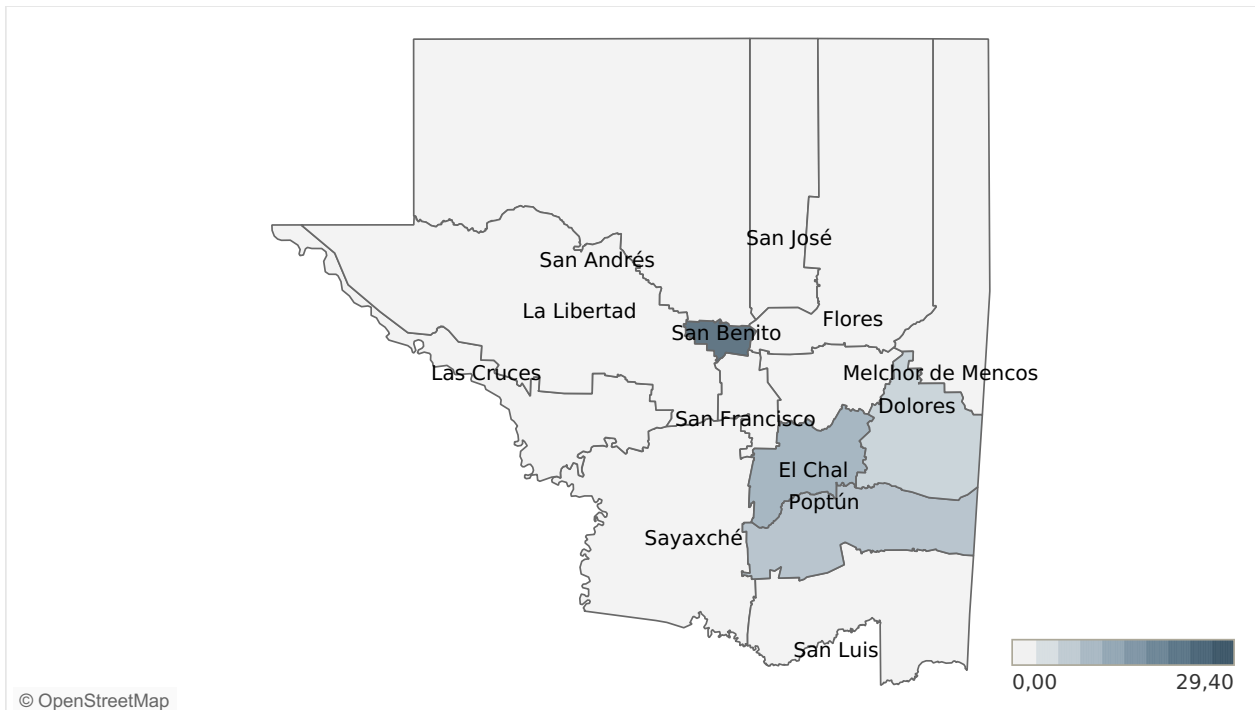 San José
San Andrés
La Libertad
Flores
San Benito
Las Cruces
Melchor de Mencos
Dolores
San Francisco
El Chal
Poptún
Sayaxché
San Luis
0,00
29,40
© OpenStreetMap